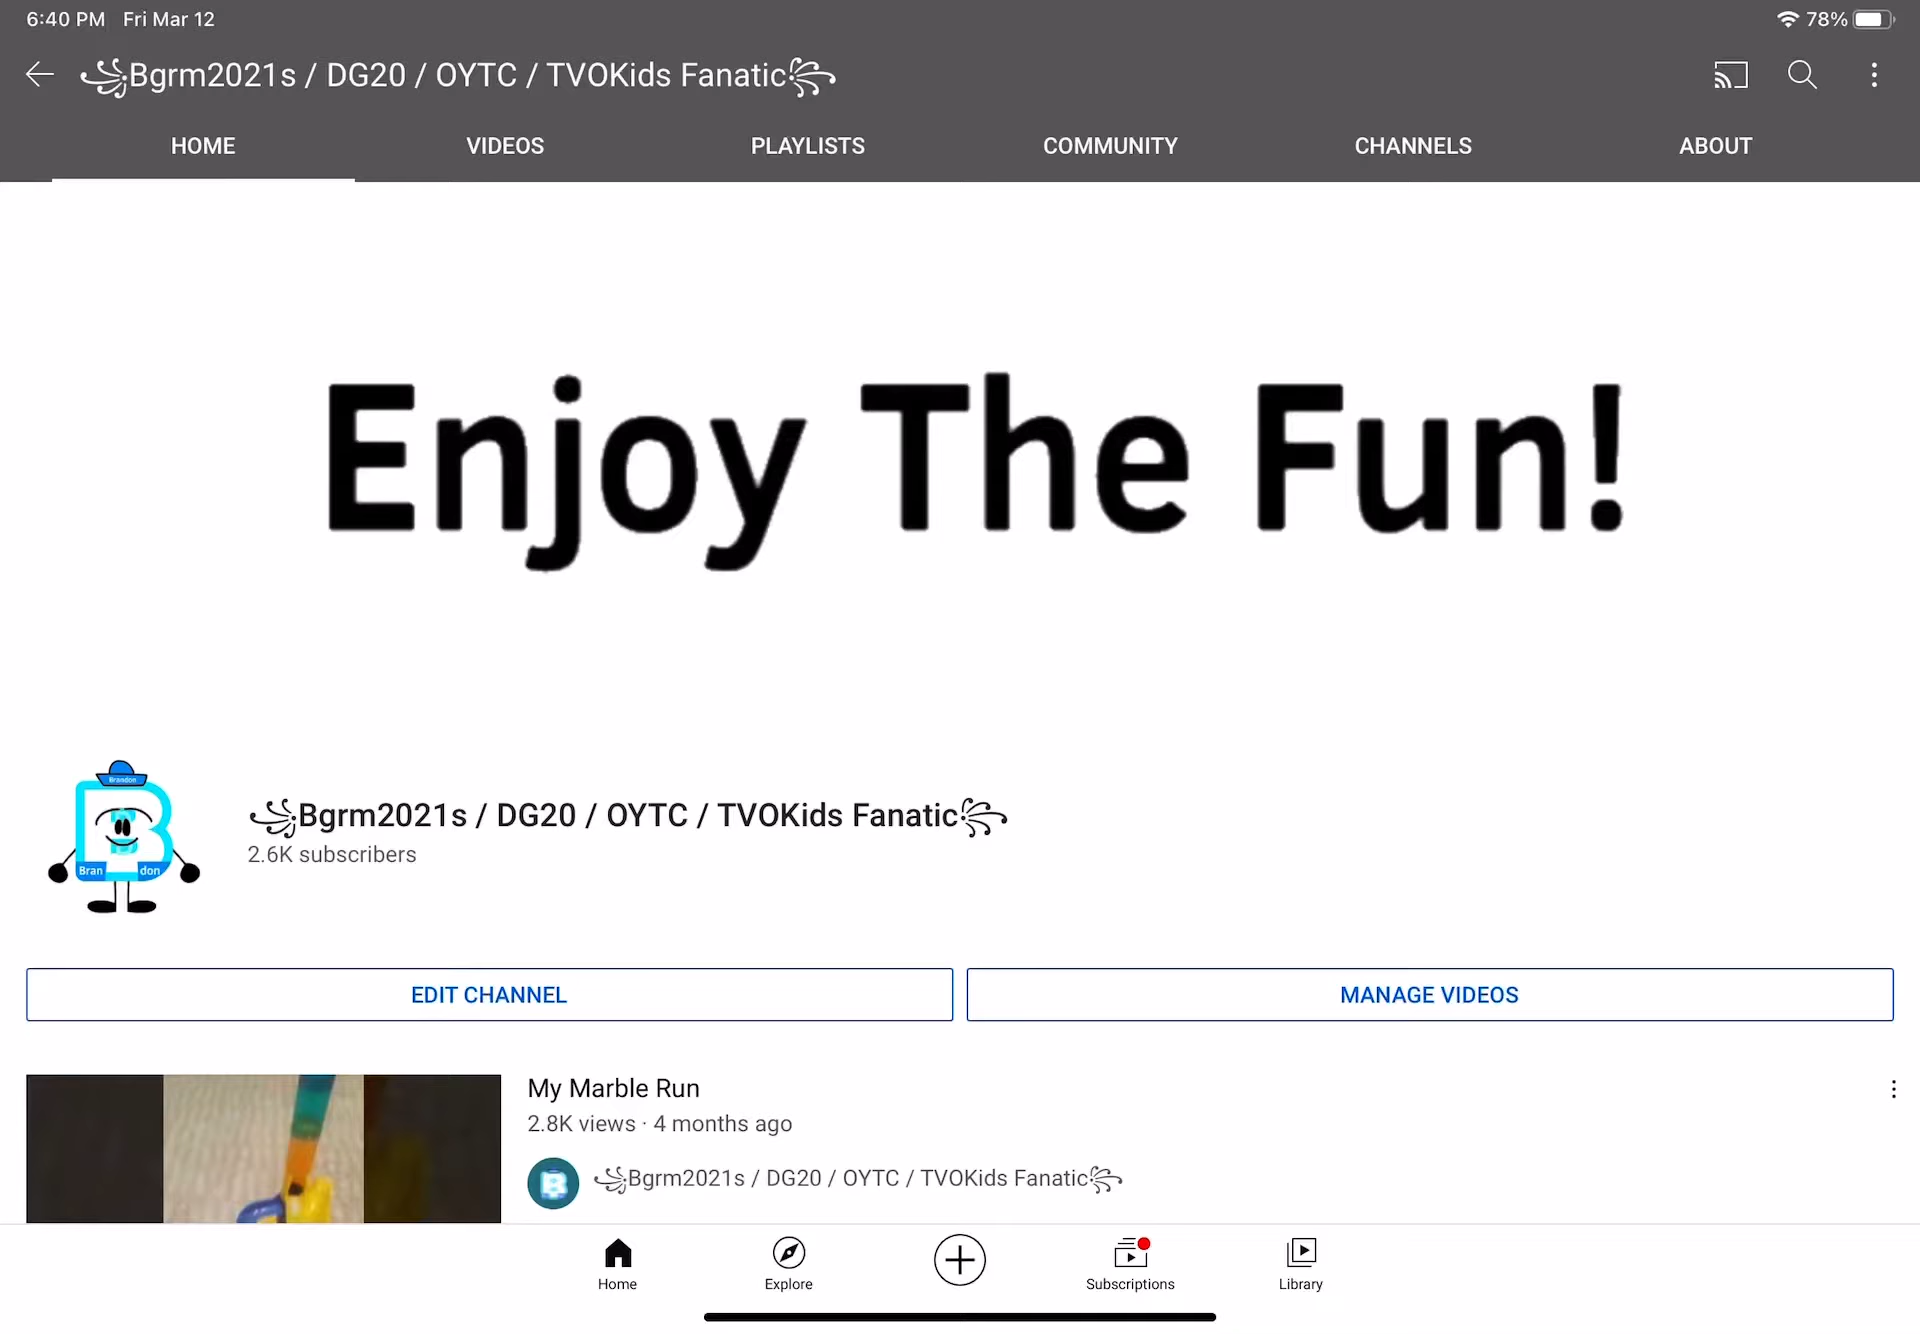 6:40 PM Fri Mar 12 78%
꧁Bgrm2021s / DG20 / OYTC / TVOKids Fanatic꧂
HOME VIDEOS PLAYLISTS COMMUNITY CHANNELS ABOUT
Enjoy The Fun!
Brandon
B
Bran don
꧁Bgrm2021s / DG20 / OYTC / TVOKids Fanatic꧂
2.6K subscribers
EDIT CHANNEL MANAGE VIDEOS
My Marble Run
2.8K views · 4 months ago
B
꧁Bgrm2021s / DG20 / OYTC / TVOKids Fanatic꧂
Home Explore Subscriptions Library